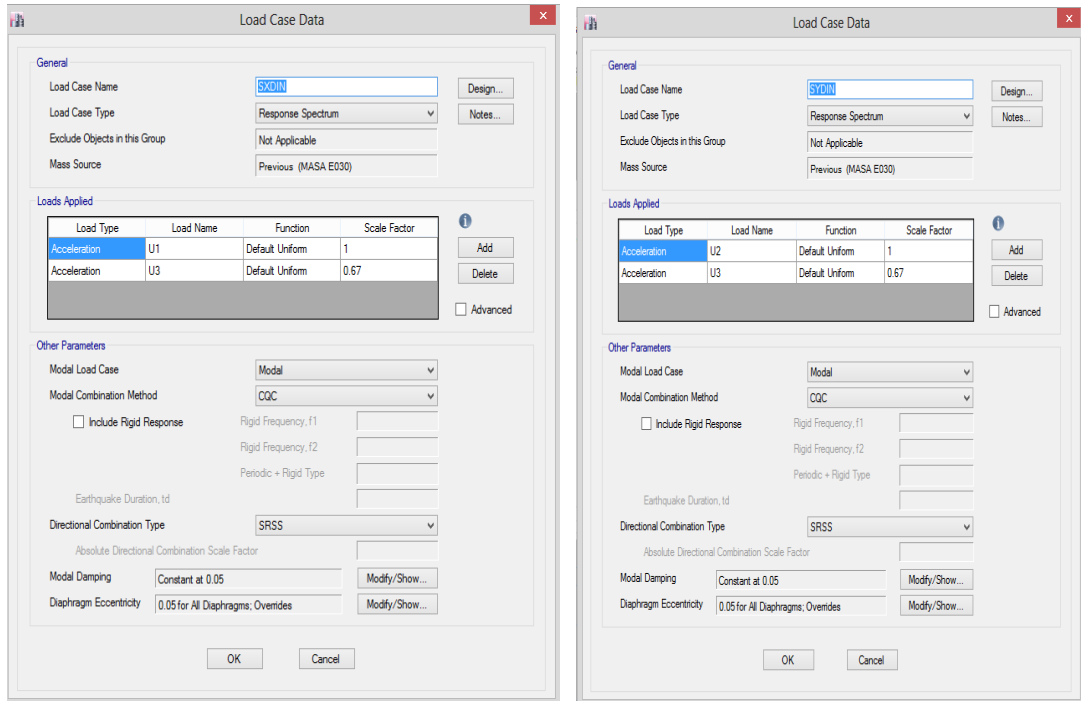 Load Case Data
x
General
Load Case Name SXDIN Design...
Load Case Type Response Spectrum Notes...
Exclude Objects in this Group Not Applicable
Mass Source Previous (MASA E030)
Loads Applied
Load Type Load Name Function Scale Factor
Acceleration U1 Default Uniform 1 Add
Acceleration U3 Default Uniform 0.67 Delete
Advanced
Other Parameters
Modal Load Case Modal
Modal Combination Method CQC
Include Rigid Response Rigid Frequency, f1
Rigid Frequency, f2
Periodic + Rigid Type
Earthquake Duration, td
Directional Combination Type SRSS
Absolute Directional Combination Scale Factor
Modal Damping Constant at 0.05 Modify/Show...
Diaphragm Eccentricity 0.05 for All Diaphragms; Overrides Modify/Show...
OK Cancel
Load Case Data
x
General
Load Case Name SYDIN Design...
Load Case Type Response Spectrum Notes...
Exclude Objects in this Group Not Applicable
Mass Source Previous (MASA E030)
Loads Applied
Load Type Load Name Function Scale Factor
Acceleration U2 Default Uniform 1 Add
Acceleration U3 Default Uniform 0.67 Delete
Advanced
Other Parameters
Modal Load Case Modal
Modal Combination Method CQC
Include Rigid Response Rigid Frequency, f1
Rigid Frequency, f2
Periodic + Rigid Type
Earthquake Duration, td
Directional Combination Type SRSS
Absolute Directional Combination Scale Factor
Modal Damping Constant at 0.05 Modify/Show...
Diaphragm Eccentricity 0.05 for All Diaphragms; Overrides Modify/Show...
OK Cancel